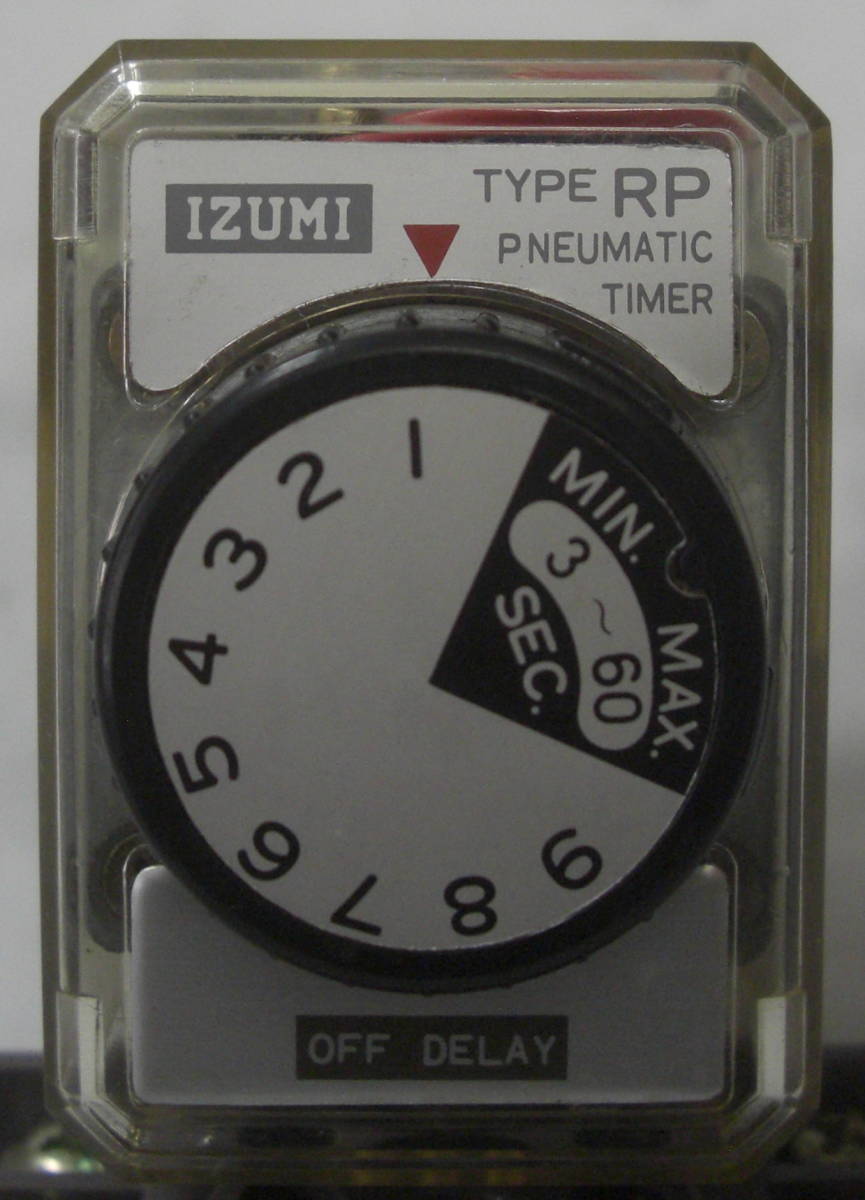 IZUMI
TYPE RP
PNEUMATIC
TIMER
1
2
3
4
5
6
7
8
9
MIN. MAX.
3~60
SEC.
OFF DELAY